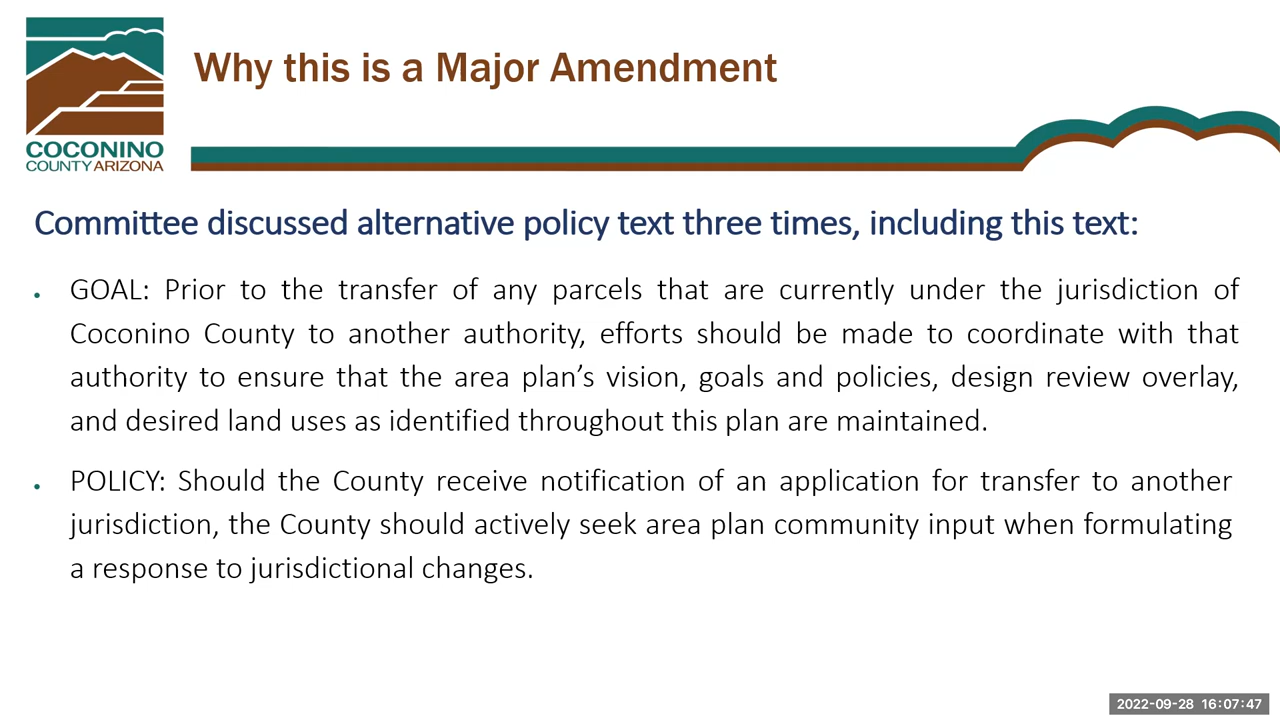 Why this is a Major Amendment
COCONINO
COUNTY ARIZONA
Committee discussed alternative policy text three times, including this text:
• GOAL: Prior to the transfer of any parcels that are currently under the jurisdiction of
Coconino County to another authority, efforts should be made to coordinate with that
authority to ensure that the area plan’s vision, goals and policies, design review overlay,
and desired land uses as identified throughout this plan are maintained.
• POLICY: Should the County receive notification of an application for transfer to another
jurisdiction, the County should actively seek area plan community input when formulating
a response to jurisdictional changes.
2022-09-28 16:07:47